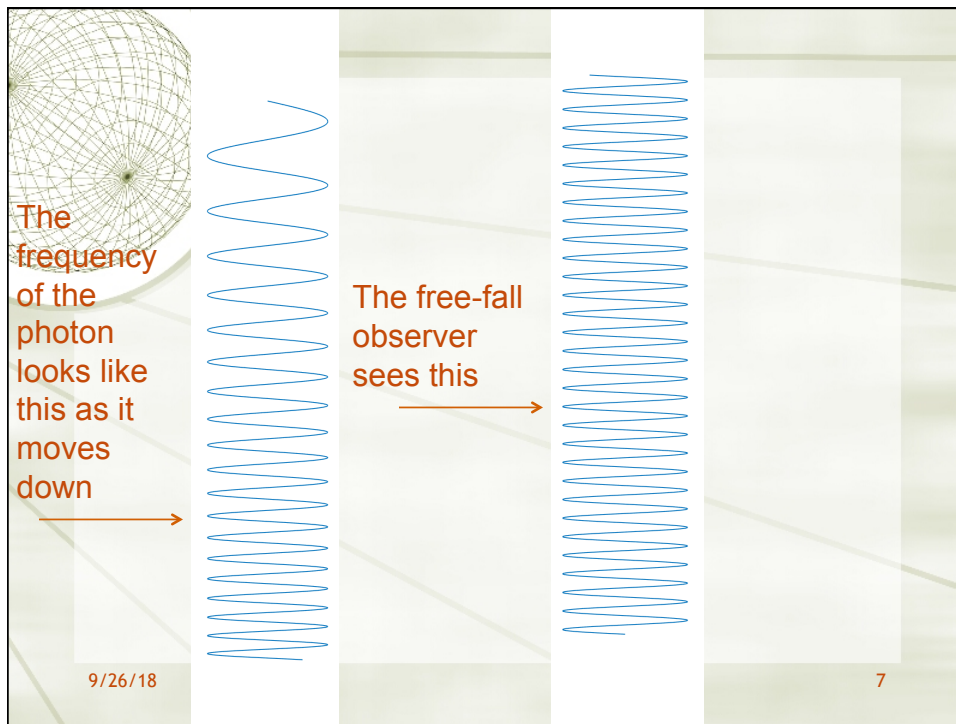 The
frequency
of the
photon
looks like
this as it
moves
down
The free-fall
observer
sees this
9/26/18
7